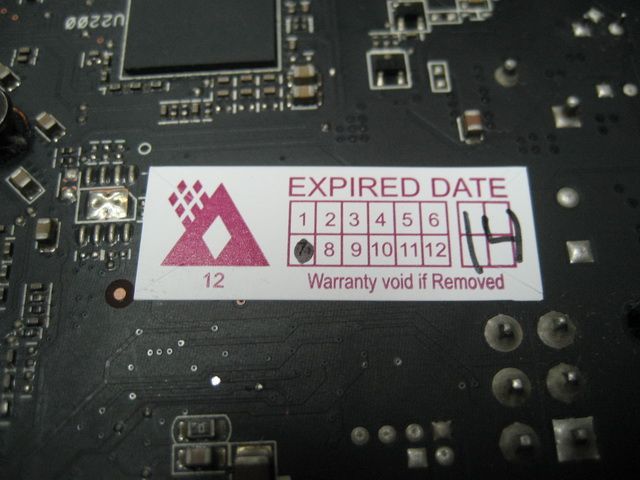 U2200
EXPIRED DATE
1 2 3 4 5 6
8 9 10 11 12
14
12
Warranty void if Removed